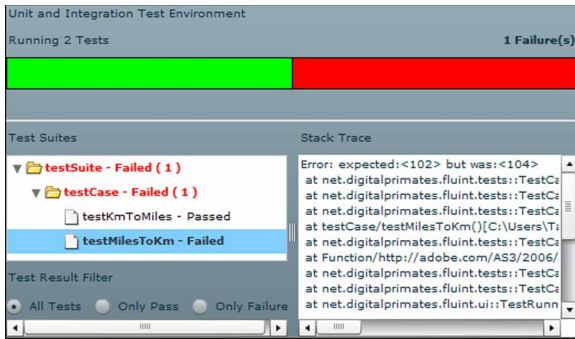 Unit and Integration Test Environment
Running 2 Tests 1 Failure(s)
Test Suites
testSuite - Failed ( 1 )
testCase - Failed ( 1 )
testKmToMiles - Passed
testMilesToKm - Failed
Test Result Filter
All Tests Only Pass Only Failure
Stack Trace
Error: expected:<102> but was:<104>
at net.digitalprimates.fluint.tests::TestCa
at net.digitalprimates.fluint.tests::TestCa
at net.digitalprimates.fluint.tests::TestCa
at testCase/testMilesToKm()[C:\Users\Ta
at net.digitalprimates.fluint.tests::TestCa
at Function/http://adobe.com/AS3/2006/
at net.digitalprimates.fluint.tests::TestCa
at net.digitalprimates.fluint.tests::TestCa
at net.digitalprimates.fluint.ui::TestRunn